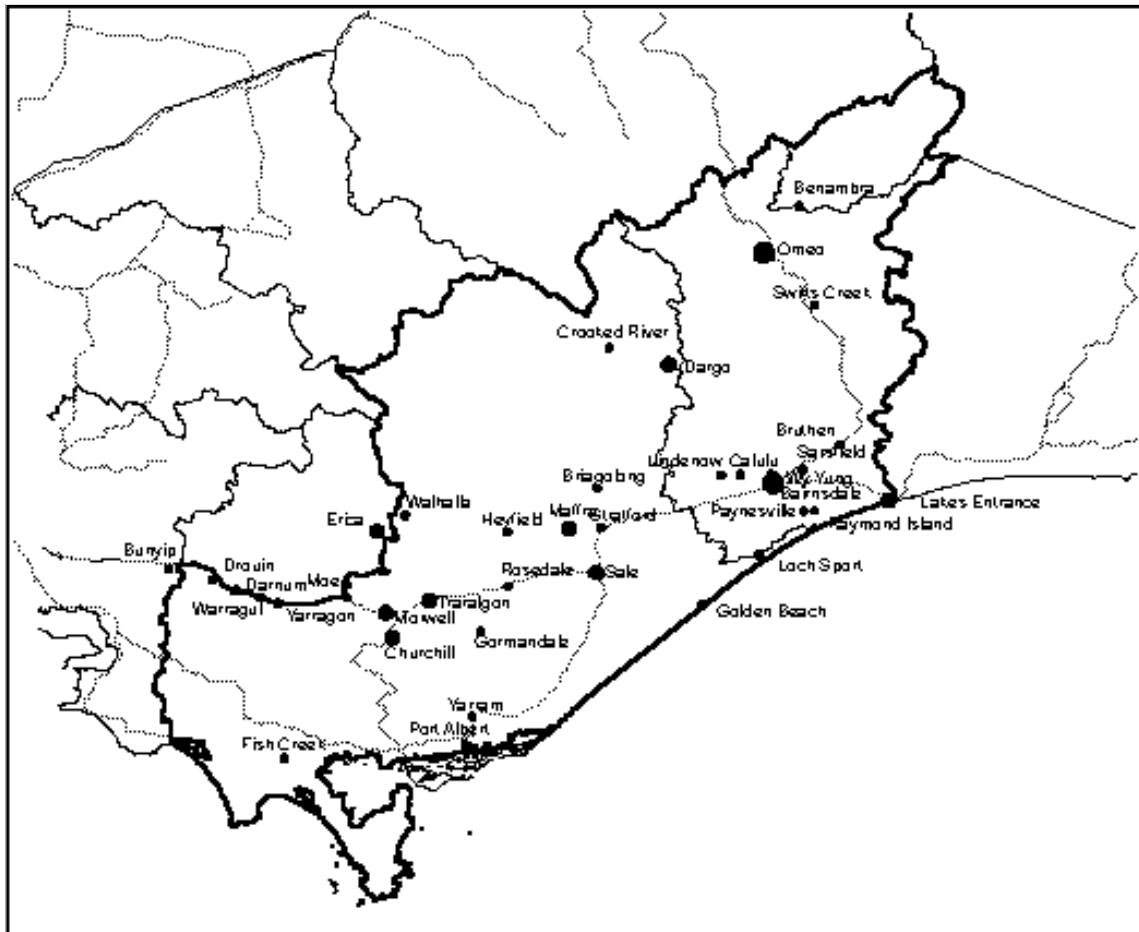 Benambra
Omeo
Swifts Creek
Crooked River
Dargo
Bruthen
Sarsfield
Lindenow Calulu
Wy Yung
Briagolong
Bairnsdale
Lakes Entrance
Walhalla
Maffra
Paynesville
Erica
Heyfield
Stratford
Raymond Island
Bunyip
Loch Sport
Drouin
Rosedale
Sale
Darnum
Moe
Traralgon
Golden Beach
Warragul
Yarragon
Morwell
Gormandale
Churchill
Yarram
Port Albert
Fish Creek